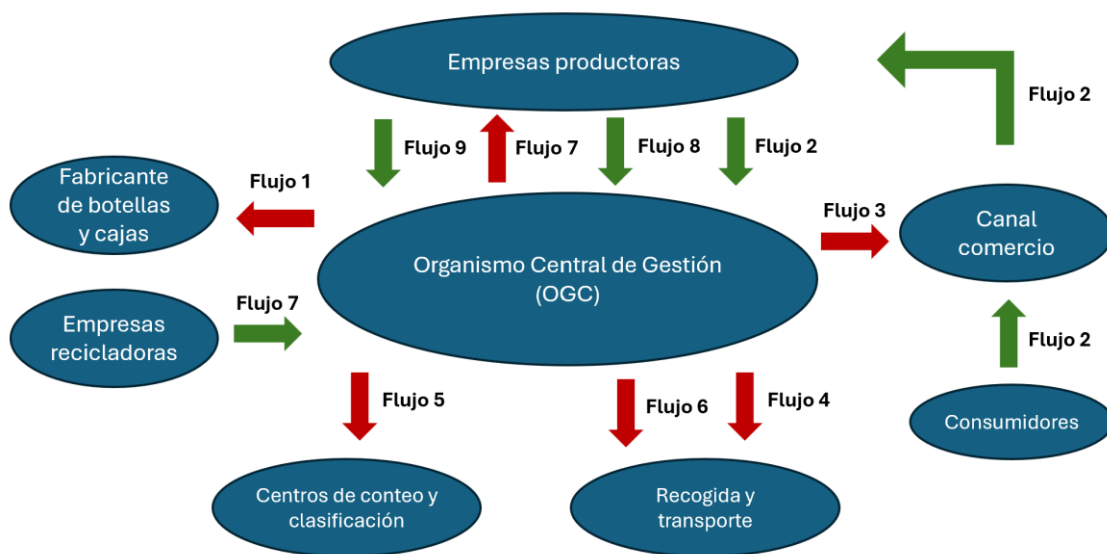 Empresas productoras
Flujo 2
Flujo 9
Flujo 7
Flujo 8
Flujo 2
Fabricante
de botellas
y cajas
Flujo 1
Flujo 3
Canal
comercio
Organismo Central de Gestión
(OGC)
Flujo 7
Empresas
recicladoras
Flujo 2
Flujo 5
Flujo 6
Flujo 4
Consumidores
Centros de conteo y
clasificación
Recogida y
transporte